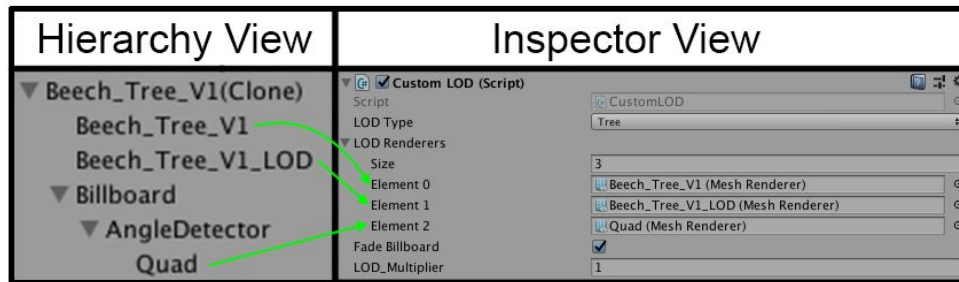 Hierarchy View
Beech_Tree_V1(Clone)
Beech_Tree_V1
Beech_Tree_V1_LOD
Billboard
AngleDetector
Quad
Inspector View
Custom LOD (Script)
Script CustomLOD
LOD Type Tree
LOD Renderers
Size 3
Element 0 Beech_Tree_V1 (Mesh Renderer)
Element 1 Beech_Tree_V1_LOD (Mesh Renderer)
Element 2 Quad (Mesh Renderer)
Fade Billboard
LOD_Multiplier 1